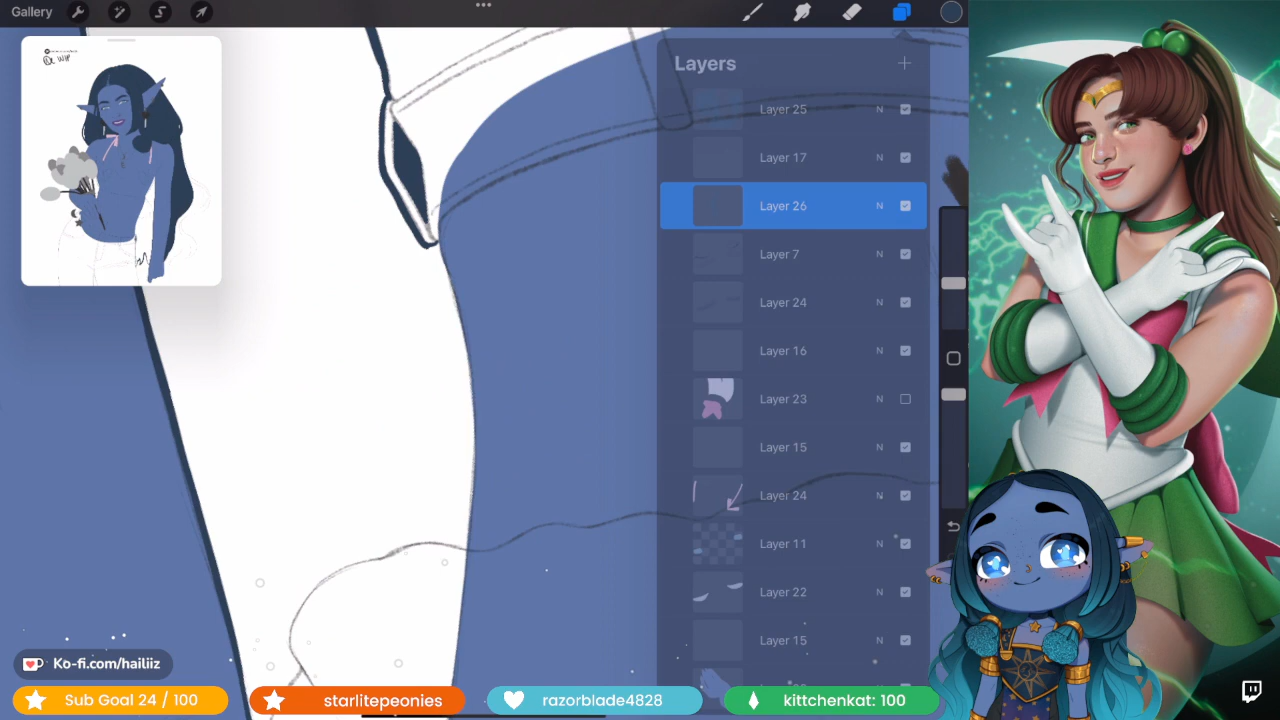 Gallery
WIP
Layers
Layer 25 N
Layer 17 N
Layer 26 N
Layer 7 N
Layer 24 N
Layer 16 N
Layer 23 N
Layer 15 N
Layer 24 N
Layer 11 N
Layer 22 N
Layer 15 N
Ko-fi.com/hailiiz
Sub Goal 24 / 100
starlitepeonies
razorblade4828
kittchenkat: 100